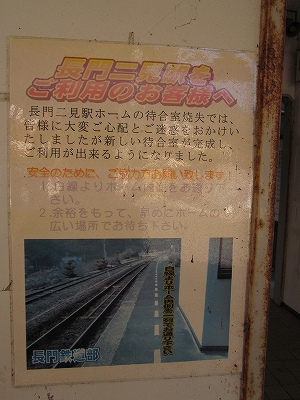 長門二見駅を
ご利用のお客様へ
長門二見駅ホームの待合室焼失では、
皆様に大変ご心配とご迷惑をおかけい
たしましたが新しい待合室が完成し、
ご利用が出来るようになりました。
安全のために、ご協力をお願い致します!
1.白線よりホーム側をお通り下
さい。
2.余裕をもって、早めにホームの
広い場所でお待ち下さい。
長門鉄道部